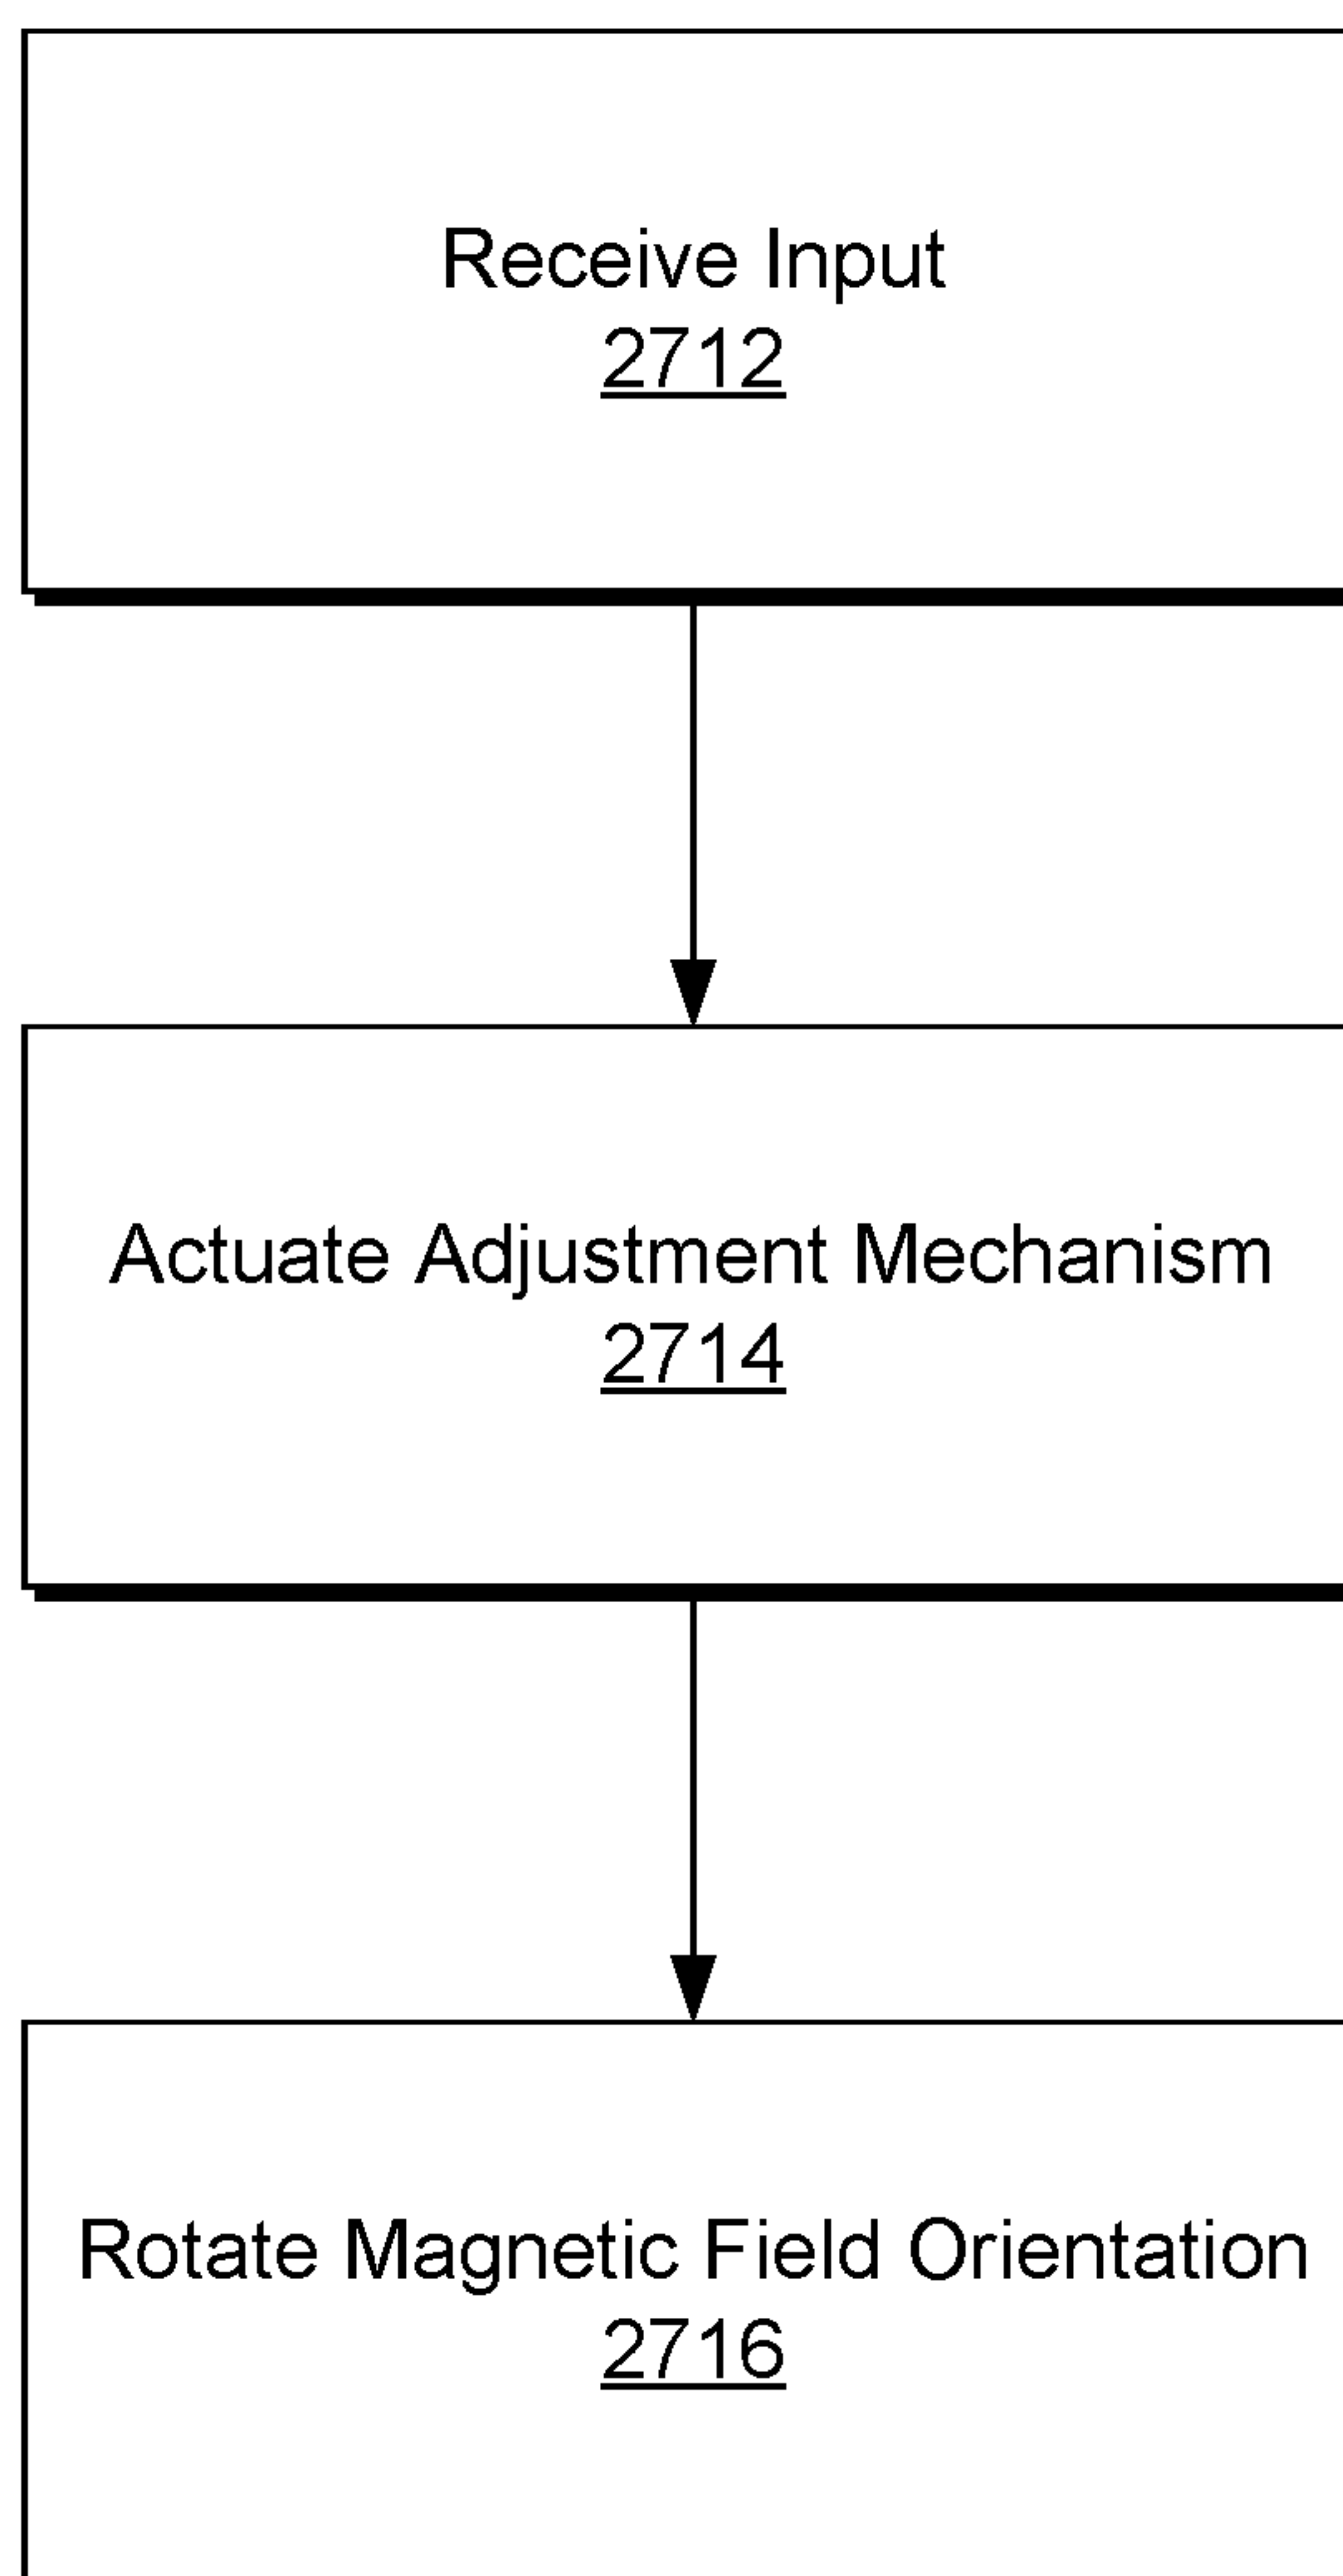 Receive Input
2712
Actuate Adjustment Mechanism
2714
Rotate Magnetic Field Orientation
2716